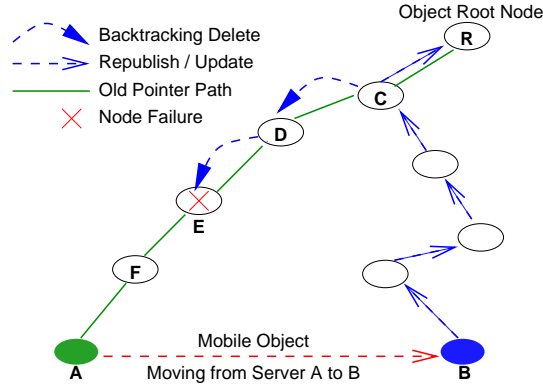 Object Root Node
Backtracking Delete
Republish / Update
Old Pointer Path
Node Failure
R
C
D
E
F
A
B
Mobile Object
Moving from Server A to B